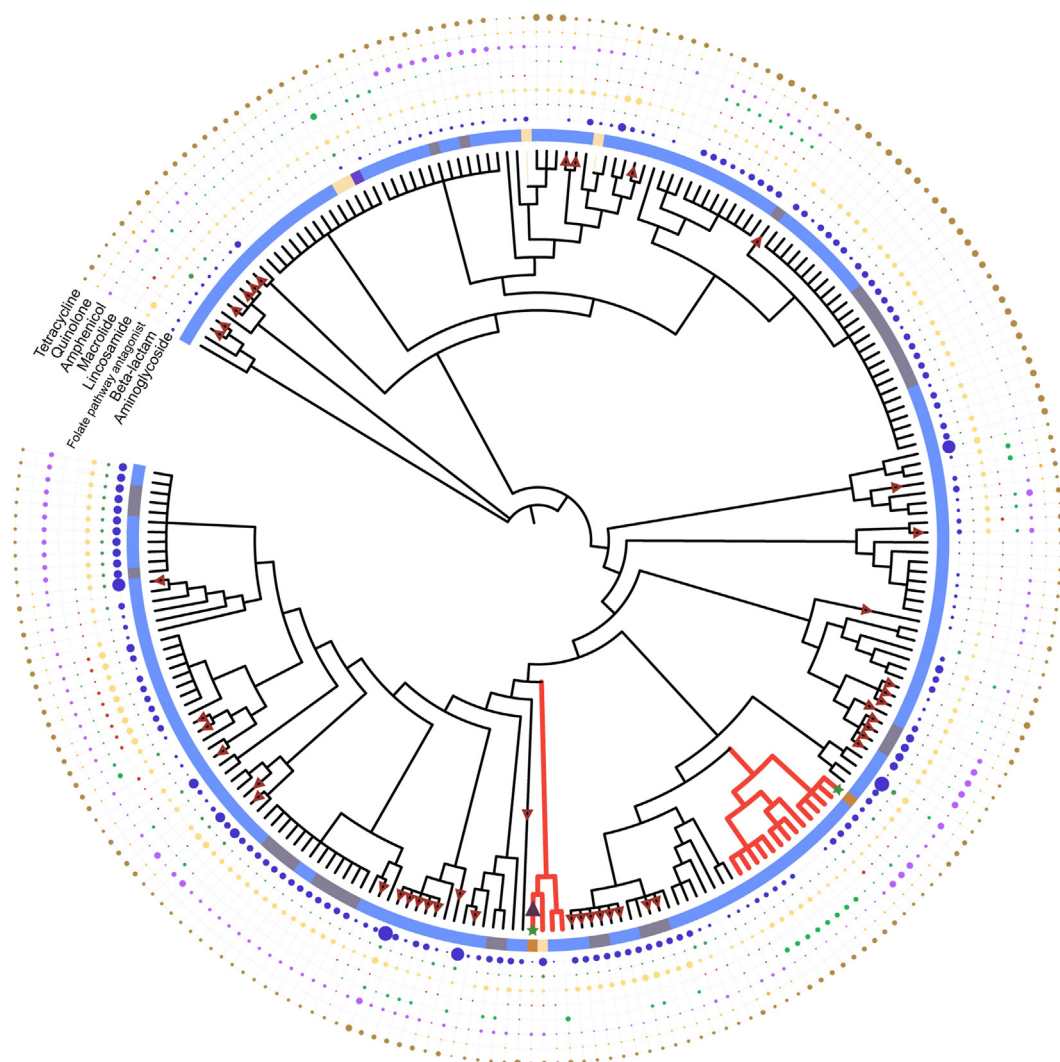 Tetracycline
Quinolone
Amphenicol
Macrolide
Lincosamide
Folate pathway antagonist
Beta-lactam
Aminoglycoside